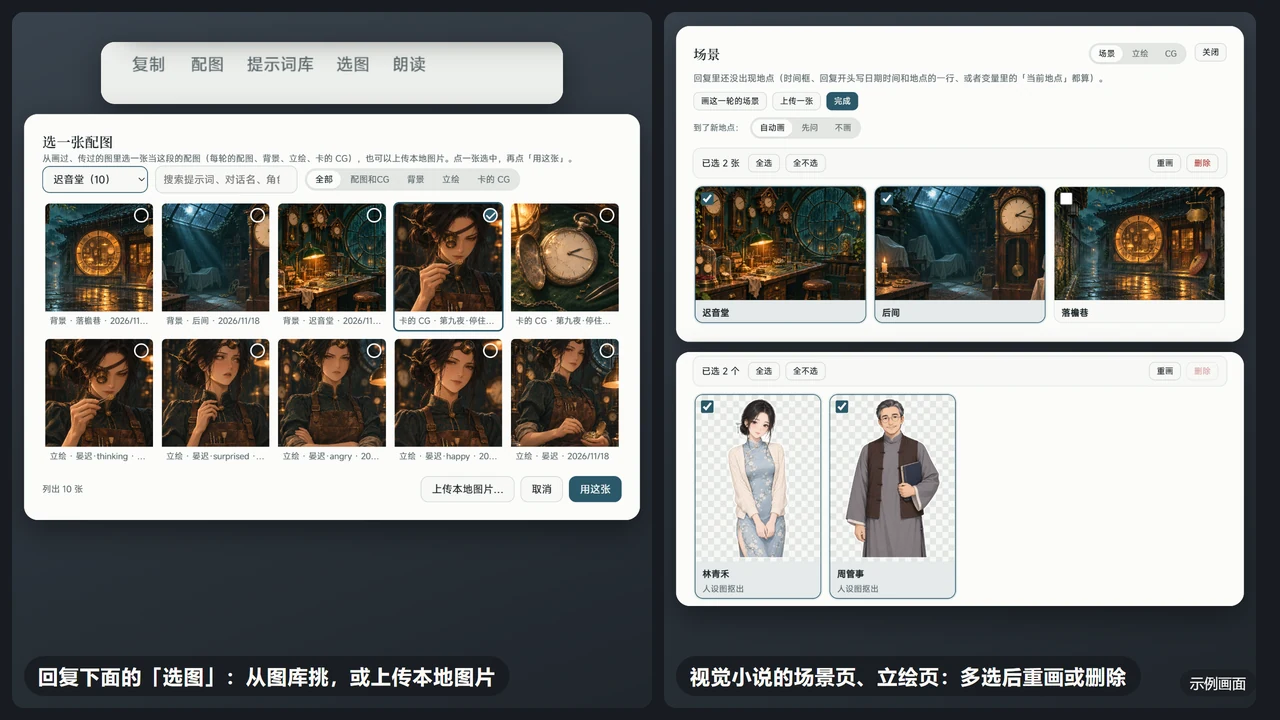 复制 配图 提示词库 选图 朗读
选一张配图
从画过、传过的图里选一张当这段的配图（每轮的配图、背景、立绘、卡的 CG），也可以上传本地图片。点一张选中，再点「用这张」。
迟音堂（10） 搜索提示词、对话名、角色 全部 配图和CG 背景 立绘 卡的 CG
背景 · 落檐巷 · 2026/11... 背景 · 后间 · 2026/11/18 背景 · 迟音堂 · 2026/11... 卡的 CG · 第九夜·停住... 卡的 CG · 第九夜·停住...
立绘 · 晏迟·thinking · ... 立绘 · 晏迟·surprised ·... 立绘 · 晏迟·angry · 20... 立绘 · 晏迟·happy · 20... 立绘 · 晏迟 · 2026/11/18
列出 10 张 上传本地图片... 取消 用这张
回复下面的「选图」：从图库挑，或上传本地图片
场景 场景 立绘 CG 关闭
回复里还没出现地点（时间框、回复开头写日期时间和地点的一行、或者变量里的「当前地点」都算）。
画这一轮的场景 上传一张 完成
到了新地点： 自动画 先问 不画
已选 2 张 全选 全不选 重画 删除
迟音堂 后间 落檐巷
已选 2 个 全选 全不选 重画 删除
林青禾 周管事
人设图抠出 人设图抠出
视觉小说的场景页、立绘页：多选后重画或删除
示例画面